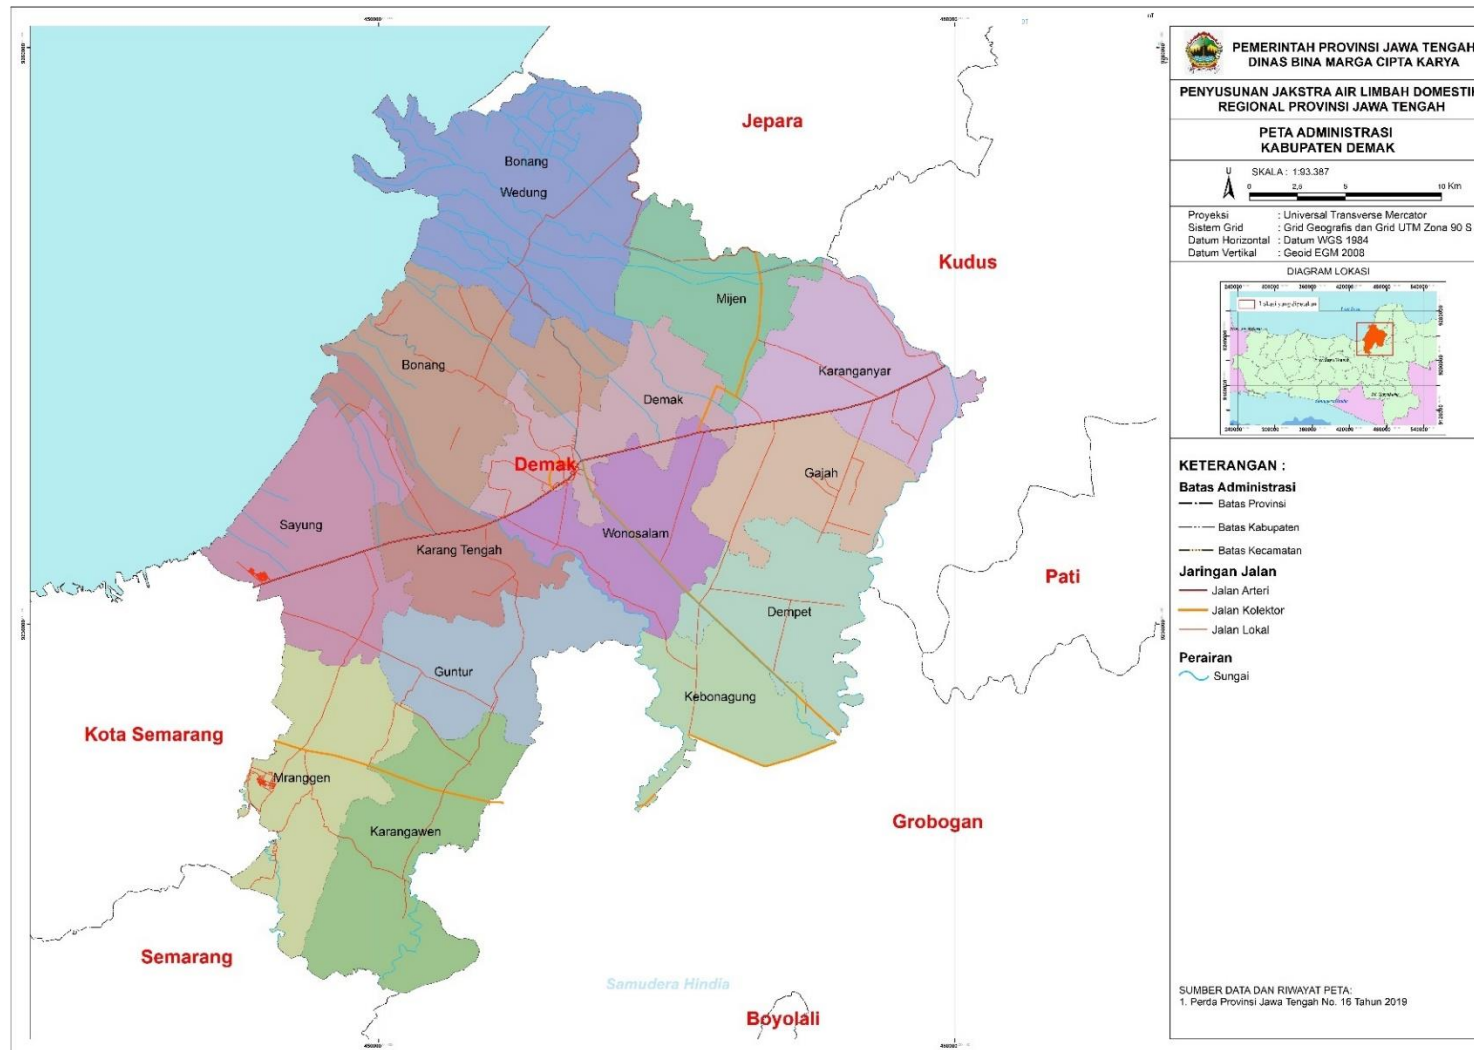 Jepara
Bonang
Wedung
Kudus
Mijen
Bonang
Karanganyar
Demak
Demak
Gajah
Sayung
Wonosalam
Karang Tengah
Pati
Dempet
Guntur
Kebonagung
Kota Semarang
Mranggen
Grobogan
Karangawen
Semarang
Samudera Hindia
Boyolali
PEMERINTAH PROVINSI JAWA TENGAH
DINAS BINA MARGA CIPTA KARYA
PENYUSUNAN JAKSTRA AIR LIMBAH DOMESTIK
REGIONAL PROVINSI JAWA TENGAH
PETA ADMINISTRASI
KABUPATEN DEMAK
U
SKALA : 1:93.387
0 2,5 5 10 Km
Proyeksi : Universal Transverse Mercator
Sistem Grid : Grid Geografis dan Grid UTM Zona 90 S
Datum Horizontal : Datum WGS 1984
Datum Vertikal : Geoid EGM 2008
DIAGRAM LOKASI
KETERANGAN :
Batas Administrasi
Batas Provinsi
Batas Kabupaten
Batas Kecamatan
Jaringan Jalan
Jalan Arteri
Jalan Kolektor
Jalan Lokal
Perairan
Sungai
SUMBER DATA DAN RIWAYAT PETA:
1. Perda Provinsi Jawa Tengah No. 16 Tahun 2019